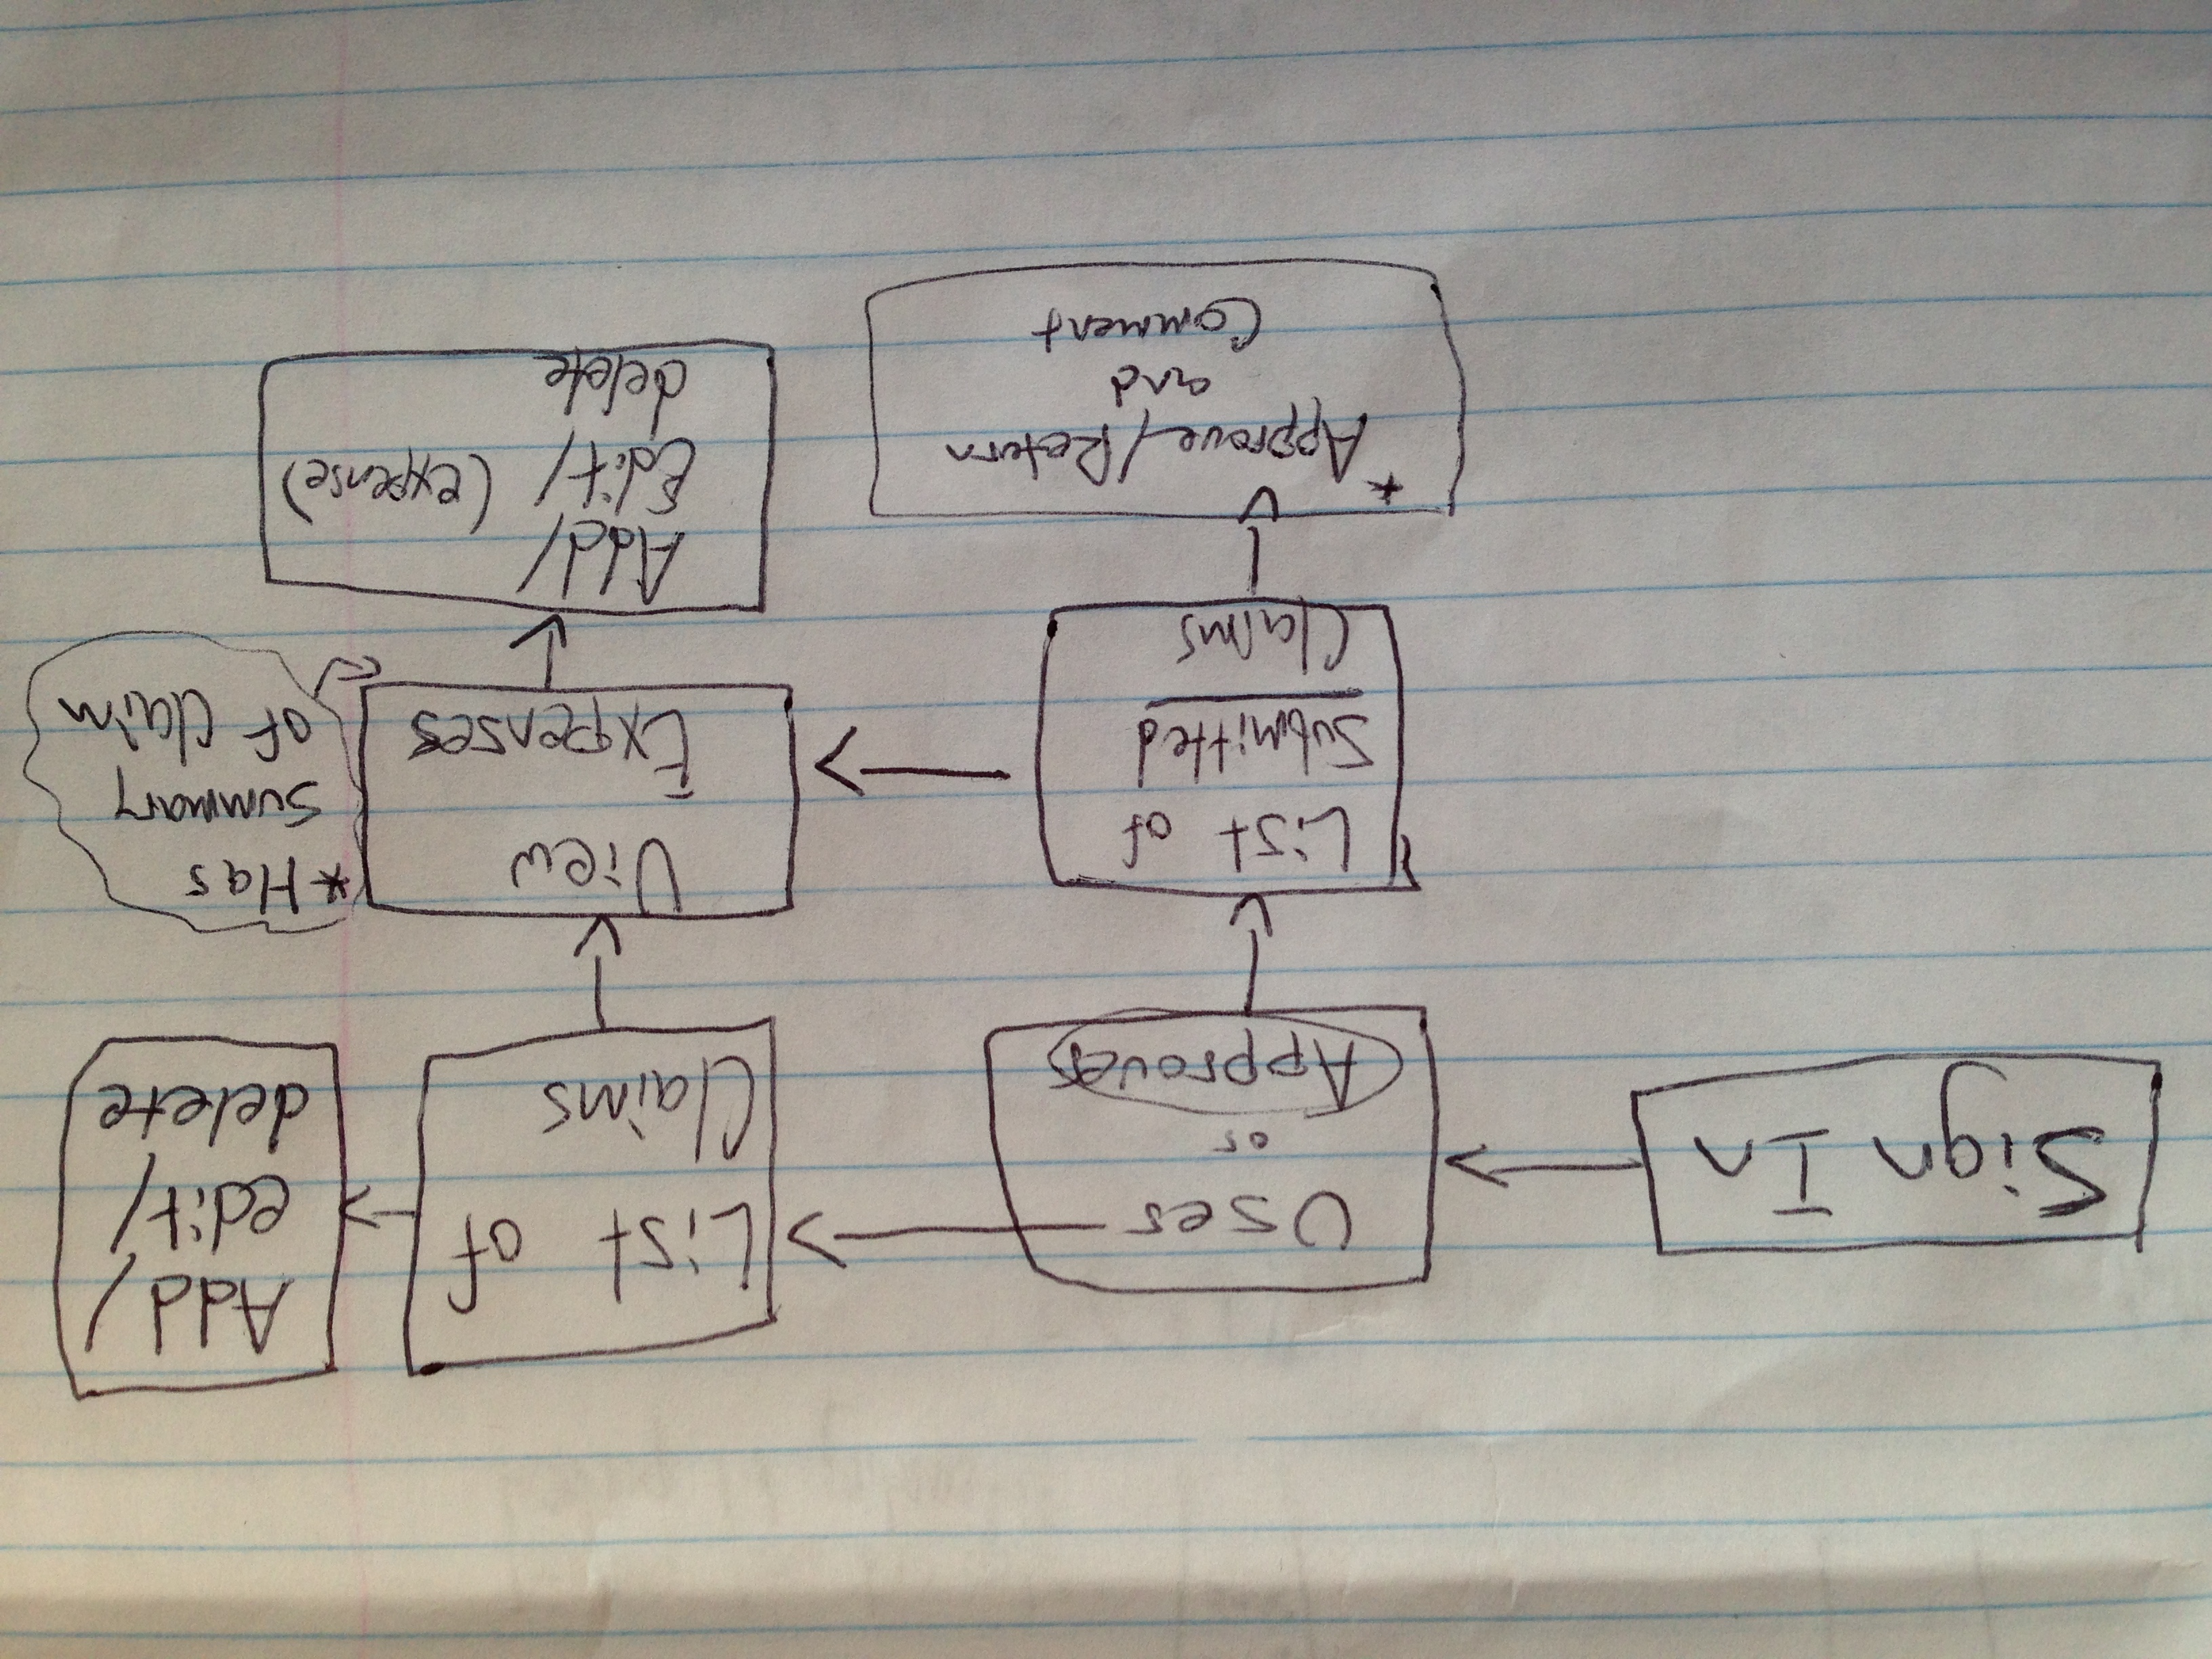 Sign In
User
or
Approver
List of
Claims
Add/
edit/
delete
List of
Submitted
Claims
View
Expenses
*Has
summary
of claim
*
Approve/Return
and
Comment
Add/
Edit/ (expense)
delete